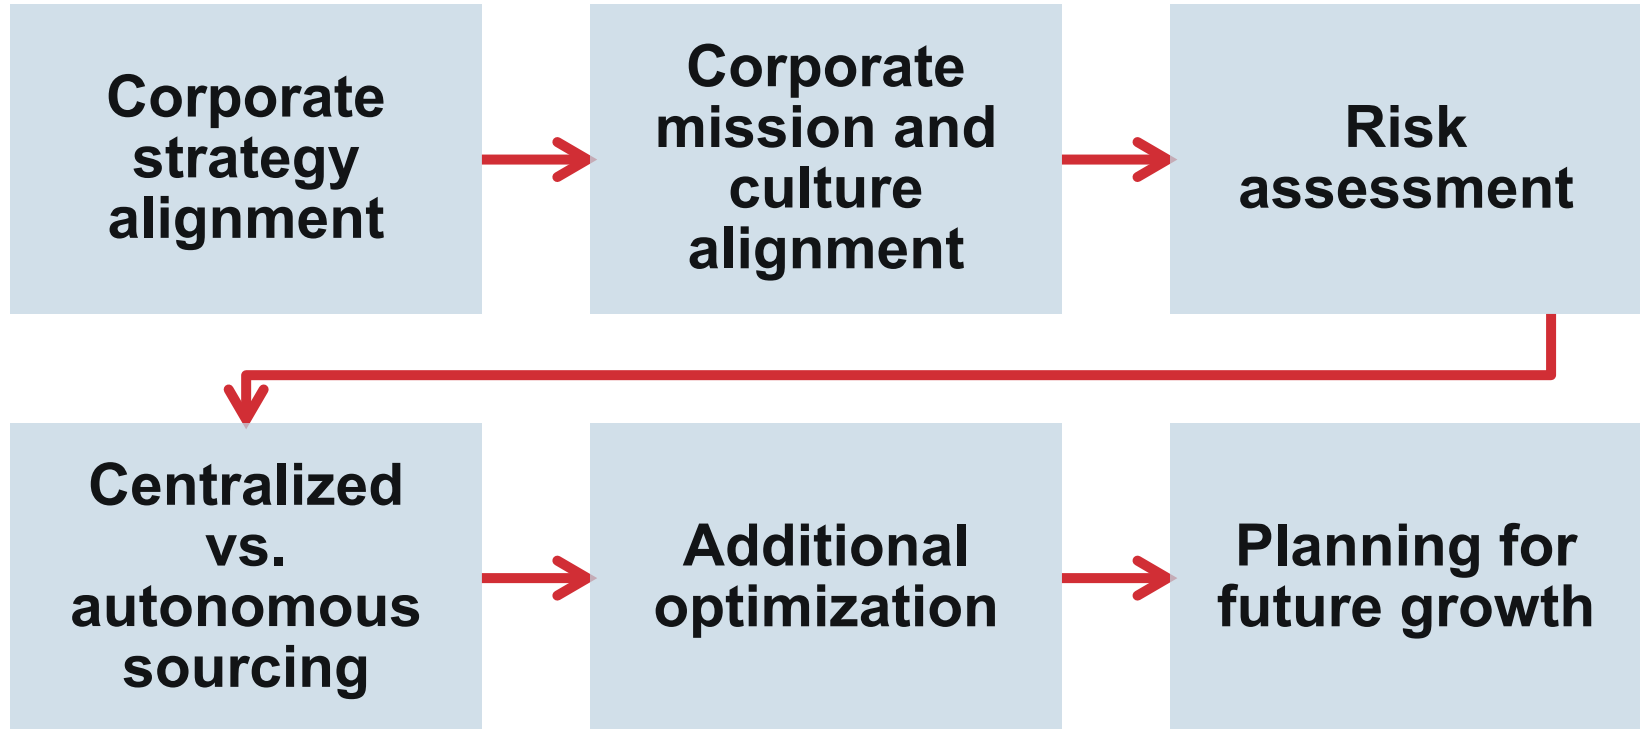 Corporate
strategy
alignment
Corporate
mission and
culture
alignment
Risk
assessment
Centralized
vs.
autonomous
sourcing
Additional
optimization
Planning for
future growth